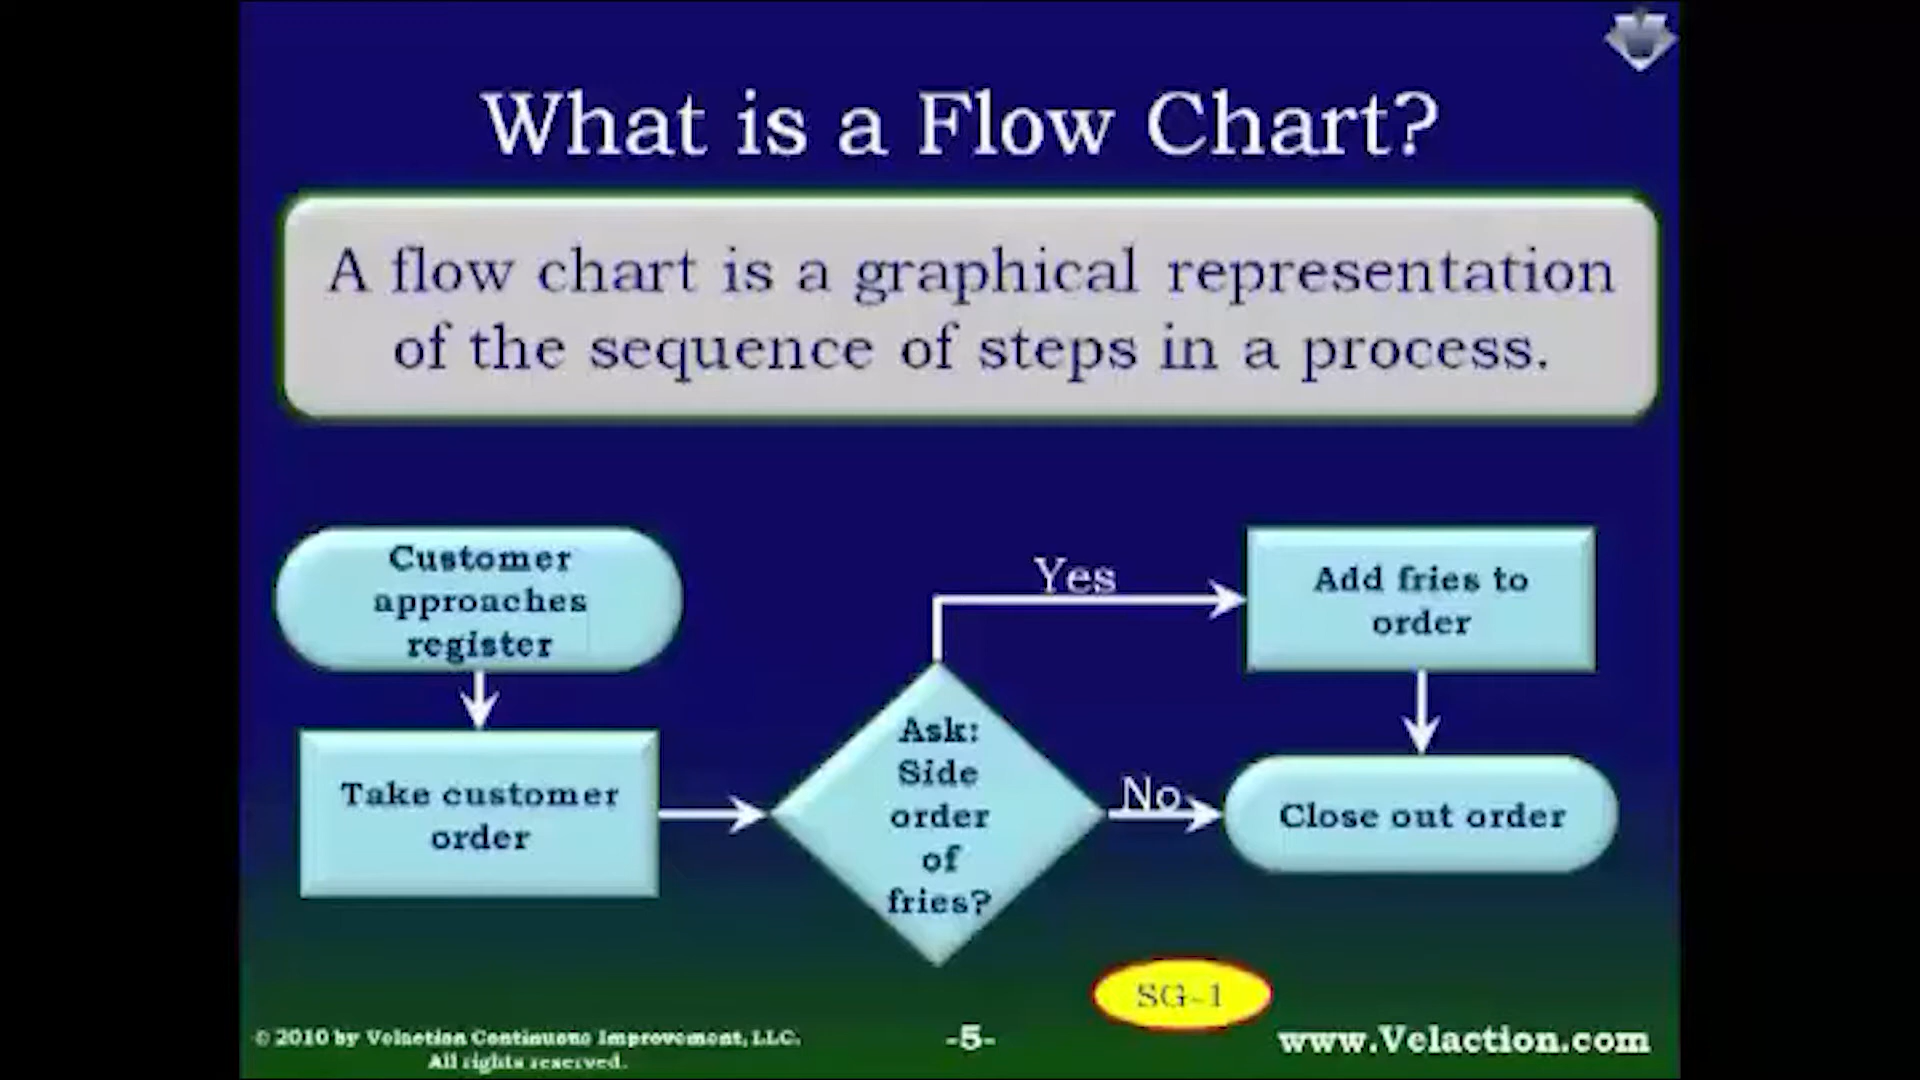 What is a Flow Chart?
A flow chart is a graphical representation
of the sequence of steps in a process.
Customer
approaches
register
Take customer
order
Ask:
Side
order
of
fries?
Yes
No
Add fries to
order
Close out order
SG-1
© 2010 by Velaction Continuous Improvement, LLC.
All rights reserved.
-5-
www.Velaction.com